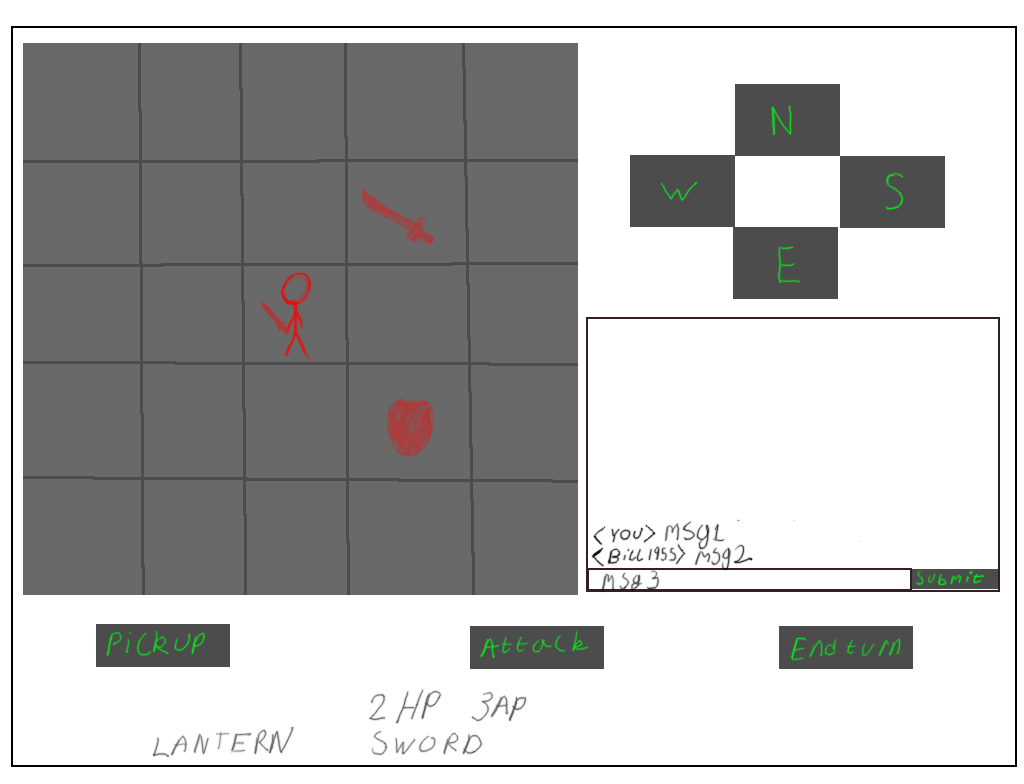 N
W
S
E
<YOU> MSg1
<Bill1955> MSg2
MSg3
Submit
PiCKUP
Attack
End turn
2 HP 3AP
LANTERN SWORD